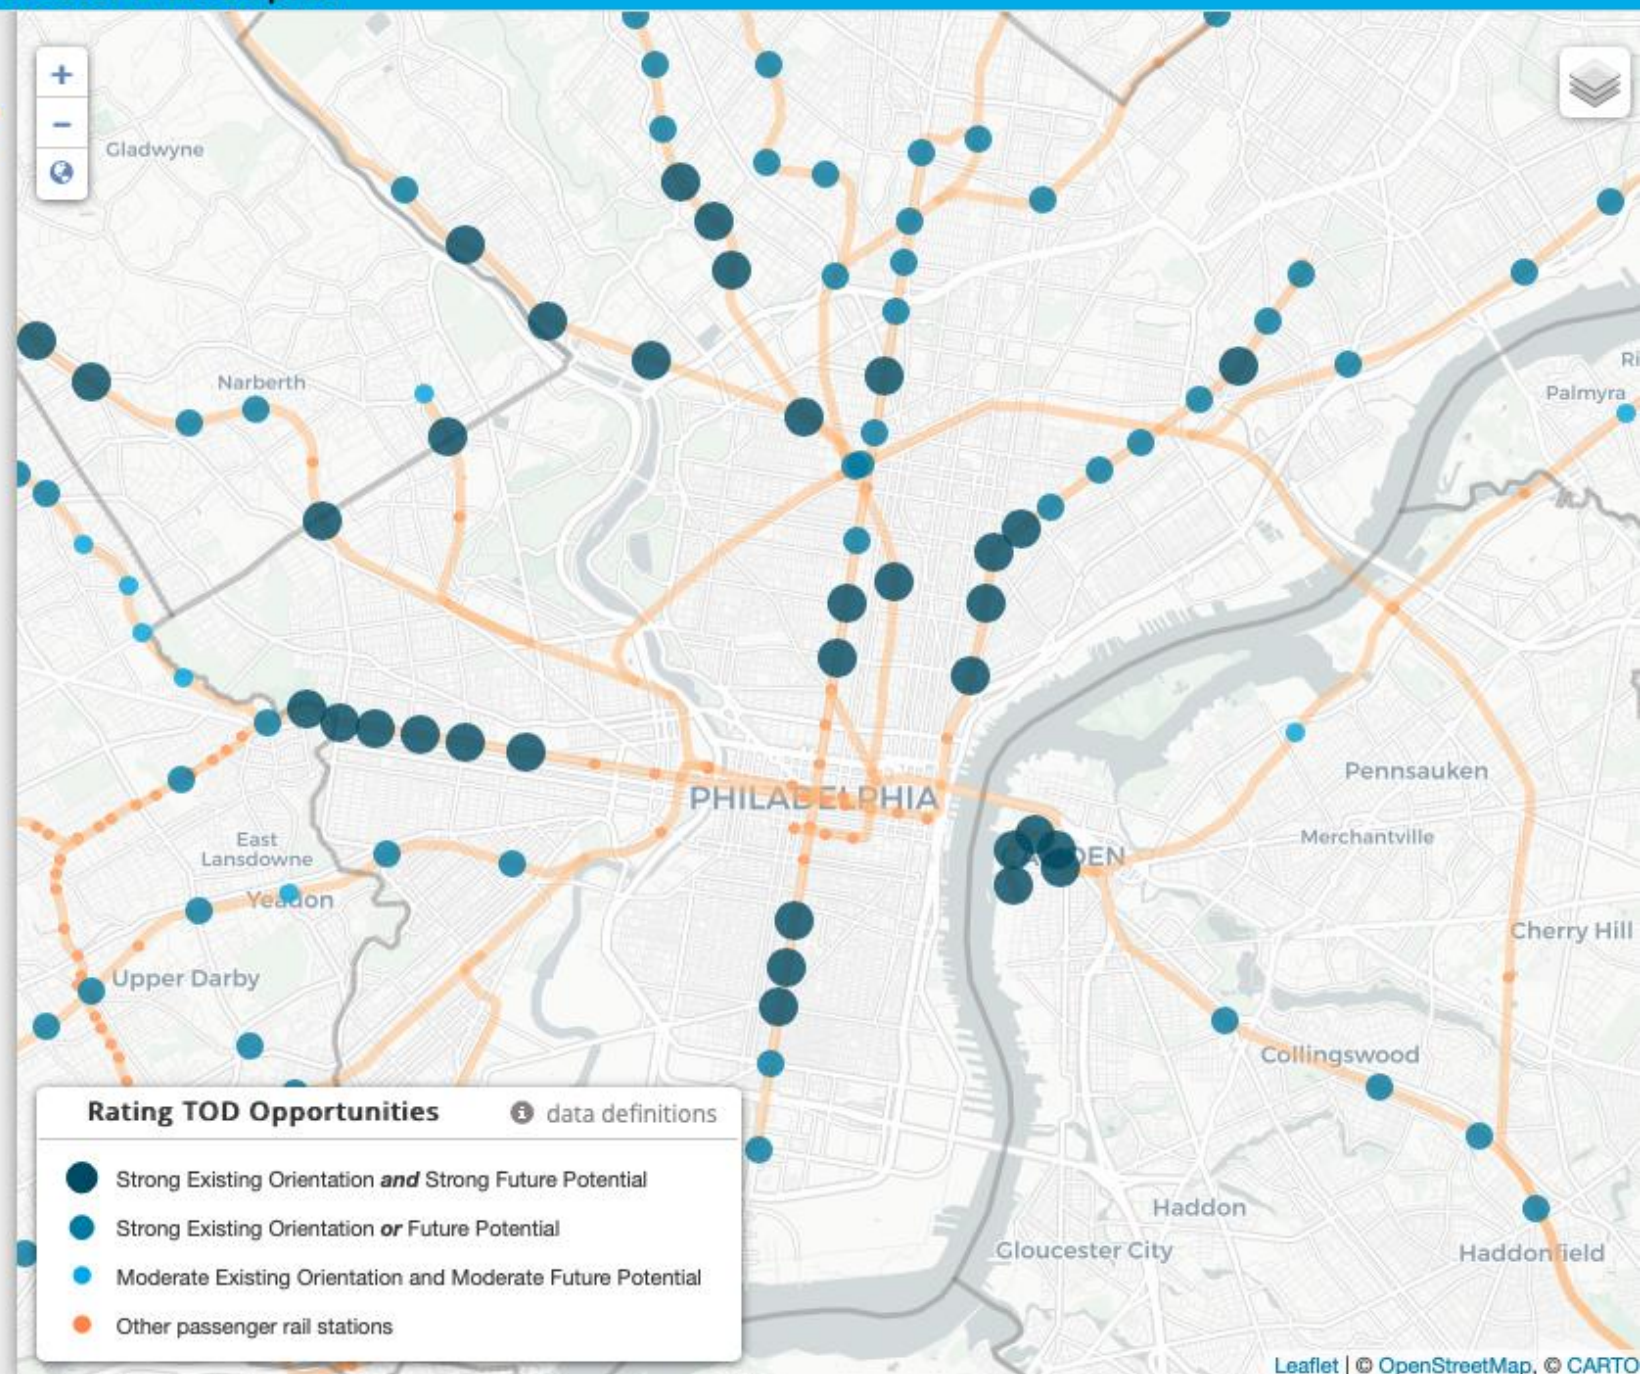 +
−
Gladwyne
Narberth
Palmyra
Ri
PHILADELPHIA
Pennsauken
Merchantville
East
Lansdowne
CAMDEN
Yeadon
Cherry Hill
Upper Darby
Collingswood
Rating TOD Opportunities data definitions
Strong Existing Orientation and Strong Future Potential
Strong Existing Orientation or Future Potential
Moderate Existing Orientation and Moderate Future Potential
Other passenger rail stations
Haddon
Gloucester City
Haddonfield
Leaflet | © OpenStreetMap, © CARTO